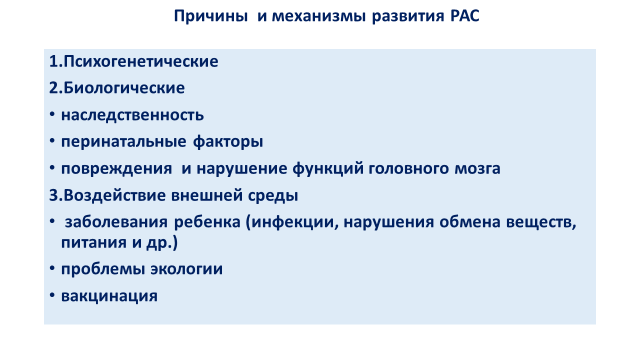 Причины  и механизмы развития РАС
1.Психогенетические
2.Биологические
• наследственность
• перинатальные факторы
• повреждения  и нарушение функций головного мозга
3.Воздействие внешней среды
•  заболевания ребенка (инфекции, нарушения обмена веществ,
питания и др.)
• проблемы экологии
• вакцинация